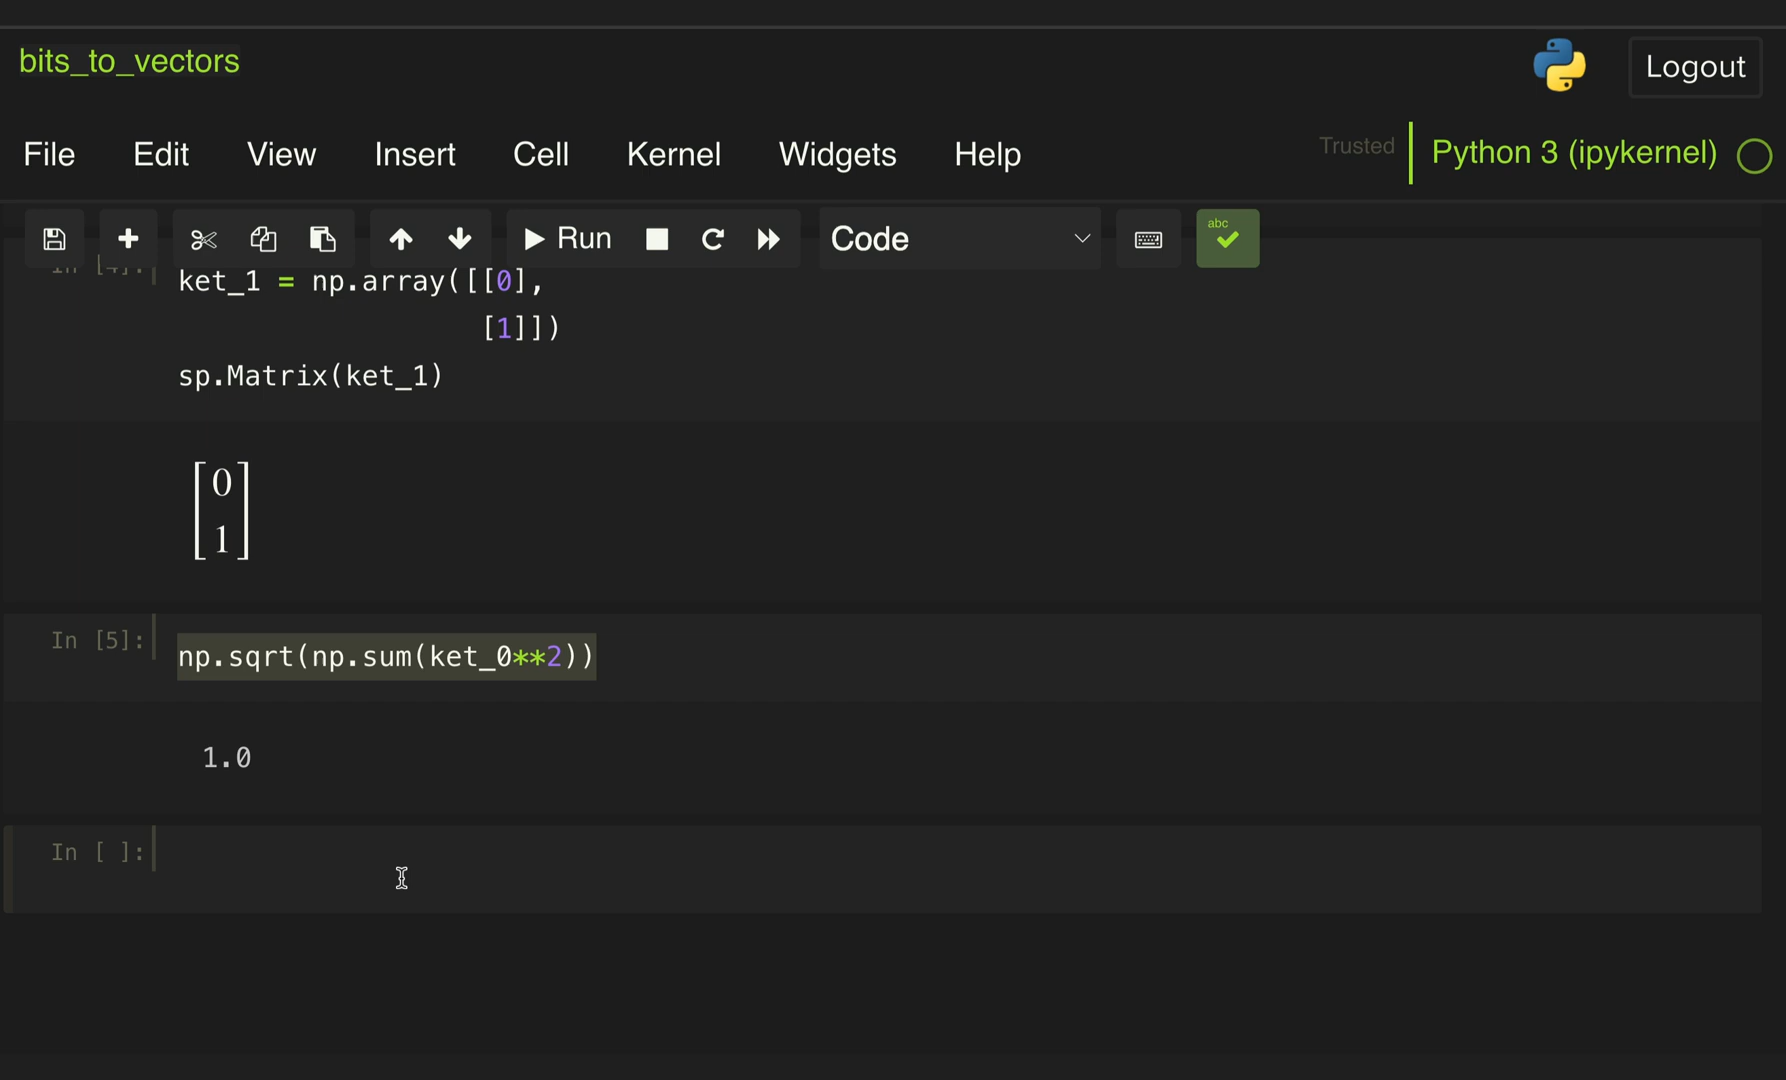 bits_to_vectors
Logout
File Edit View Insert Cell Kernel Widgets Help
Trusted
Python 3 (ipykernel)
Run
Code
abc
In [4]:
ket_1 = np.array([[0],
[1]])
sp.Matrix(ket_1)
0
1
In [5]:
np.sqrt(np.sum(ket_0**2))
1.0
In [ ]: